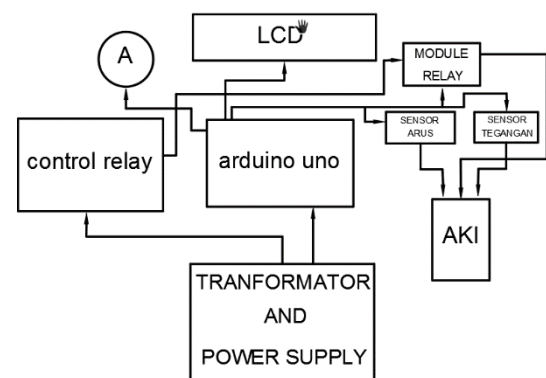 LCD
A
MODULE
RELAY
SENSOR
ARUS
SENSOR
TEGANGAN
control relay
arduino uno
AKI
TRANFORMATOR
AND
POWER SUPPLY